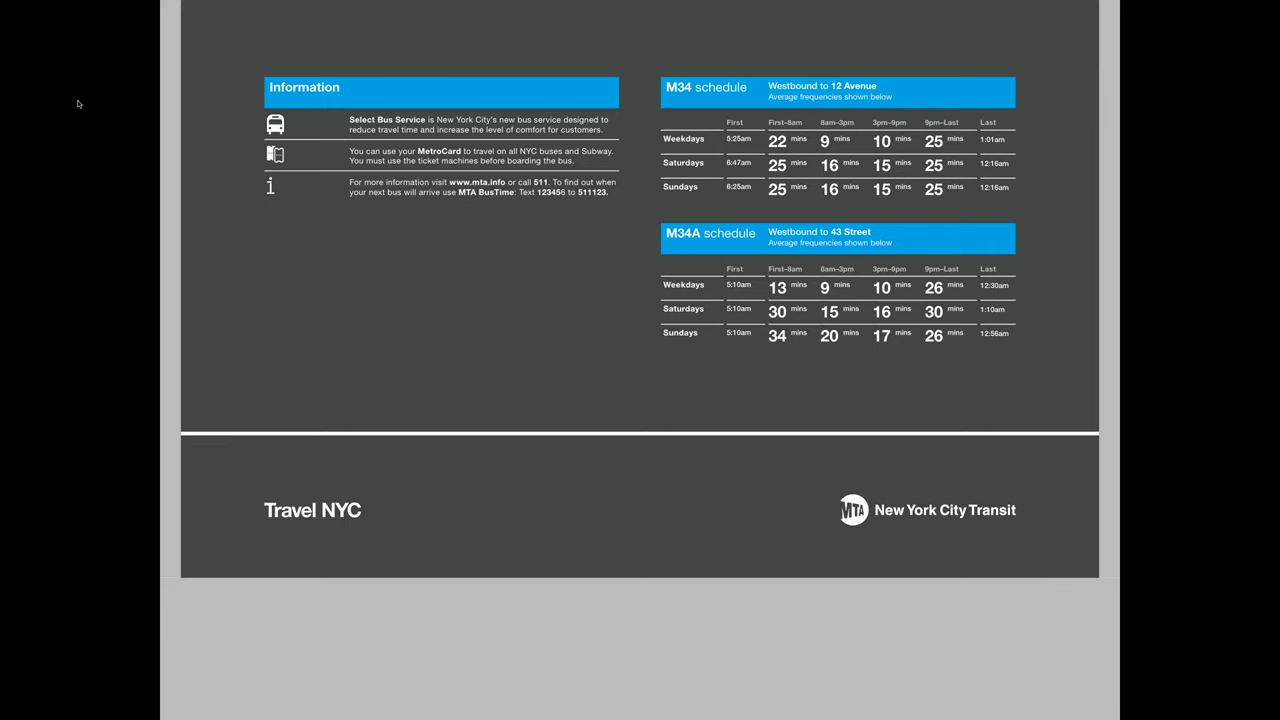 Information
Select Bus Service is New York City's new bus service designed to
reduce travel time and increase the level of comfort for customers.
You can use your MetroCard to travel on all NYC buses and Subway.
You must use the ticket machines before boarding the bus.
For more information visit www.mta.info or call 511. To find out when
your next bus will arrive use MTA BusTime: Text 123456 to 511123.
M34 schedule Westbound to 12 Avenue
Average frequencies shown below
First First–8am 8am–3pm 3pm–9pm 9pm–Last Last
Weekdays 5:25am 22 mins 9 mins 10 mins 25 mins 1:01am
Saturdays 6:47am 25 mins 16 mins 15 mins 25 mins 12:16am
Sundays 6:25am 25 mins 16 mins 15 mins 25 mins 12:16am
M34A schedule Westbound to 43 Street
Average frequencies shown below
First First–8am 8am–3pm 3pm–9pm 9pm–Last Last
Weekdays 5:10am 13 mins 9 mins 10 mins 26 mins 12:30am
Saturdays 5:10am 30 mins 15 mins 16 mins 30 mins 1:10am
Sundays 5:10am 34 mins 20 mins 17 mins 26 mins 12:56am
Travel NYC
MTA New York City Transit